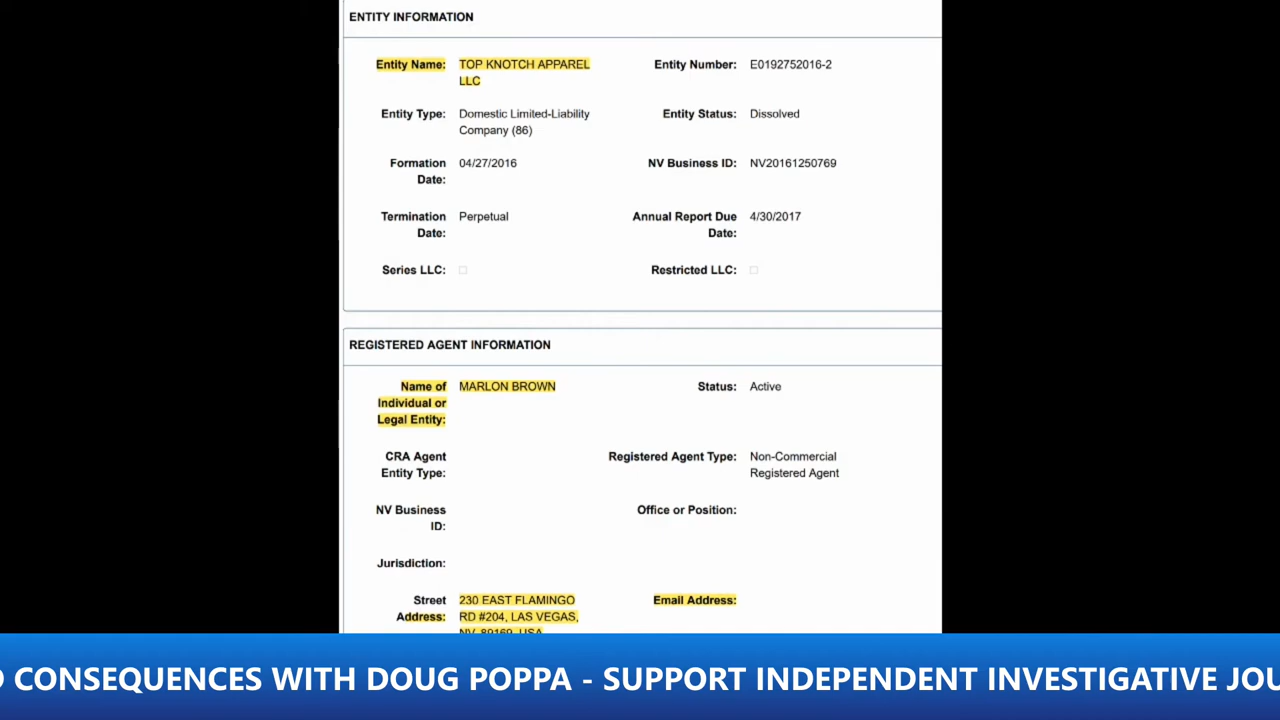 ENTITY INFORMATION
Entity Name: TOP KNOTCH APPAREL Entity Number: E0192752016-2
LLC
Entity Type: Domestic Limited-Liability Entity Status: Dissolved
Company (86)
Formation 04/27/2016 NV Business ID: NV20161250769
Date:
Termination Perpetual Annual Report Due 4/30/2017
Date: Date:
Series LLC: Restricted LLC:
REGISTERED AGENT INFORMATION
Name of MARLON BROWN Status: Active
Individual or
Legal Entity:
CRA Agent Registered Agent Type: Non-Commercial
Entity Type: Registered Agent
NV Business Office or Position:
ID:
Jurisdiction:
Street 230 EAST FLAMINGO Email Address:
Address: RD #204, LAS VEGAS,
NV, 89169, USA
CONSEQUENCES WITH DOUG POPPA - SUPPORT INDEPENDENT INVESTIGATIVE